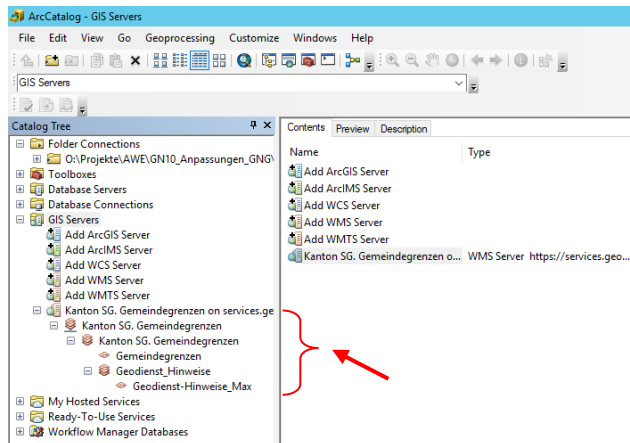 ArcCatalog - GIS Servers
File Edit View Go Geoprocessing Customize Windows Help
GIS Servers
Catalog Tree
Folder Connections
O:\Projekte\AWE\GN10_Anpassungen_GNG\
Toolboxes
Database Servers
Database Connections
GIS Servers
Add ArcGIS Server
Add ArcIMS Server
Add WCS Server
Add WMS Server
Add WMTS Server
Kanton SG. Gemeindegrenzen on services.ge
Kanton SG. Gemeindegrenzen
Kanton SG. Gemeindegrenzen
Gemeindegrenzen
Geodienst_Hinweise
Geodienst-Hinweise_Max
My Hosted Services
Ready-To-Use Services
Workflow Manager Databases
Contents Preview Description
Name Type
Add ArcGIS Server
Add ArcIMS Server
Add WCS Server
Add WMS Server
Add WMTS Server
Kanton SG. Gemeindegrenzen o... WMS Server https://services.geo...